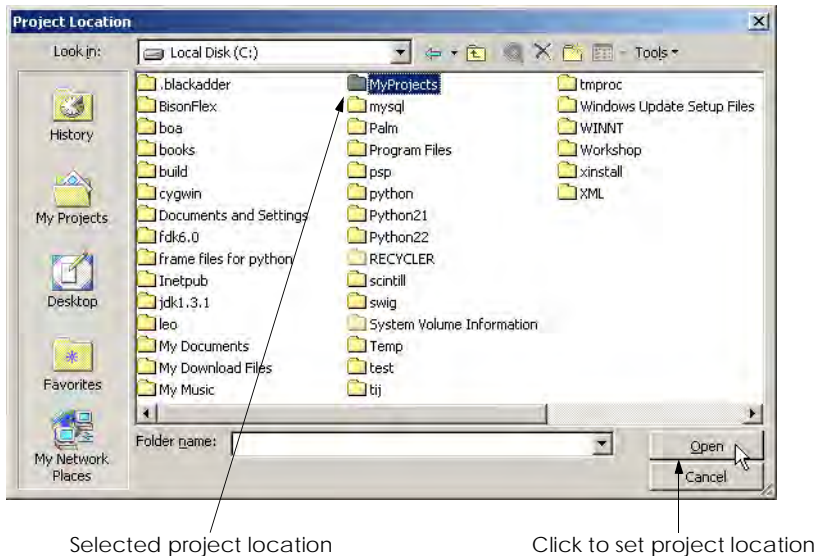 Project Location
Look in:
Local Disk (C:)
Tools
History
My Projects
Desktop
Favorites
My Network
Places
.blackadder
BisonFlex
boa
books
build
cygwin
Documents and Settings
fdk6.0
frame files for python
Inetpub
jdk1.3.1
leo
My Documents
My Download Files
My Music
MyProjects
mysql
Palm
Program Files
psp
python
Python21
Python22
RECYCLER
scintill
swig
System Volume Information
Temp
test
tij
tmproc
Windows Update Setup Files
WINNT
Workshop
xinstall
XML
Folder name:
Open
Cancel
Selected project location
Click to set project location